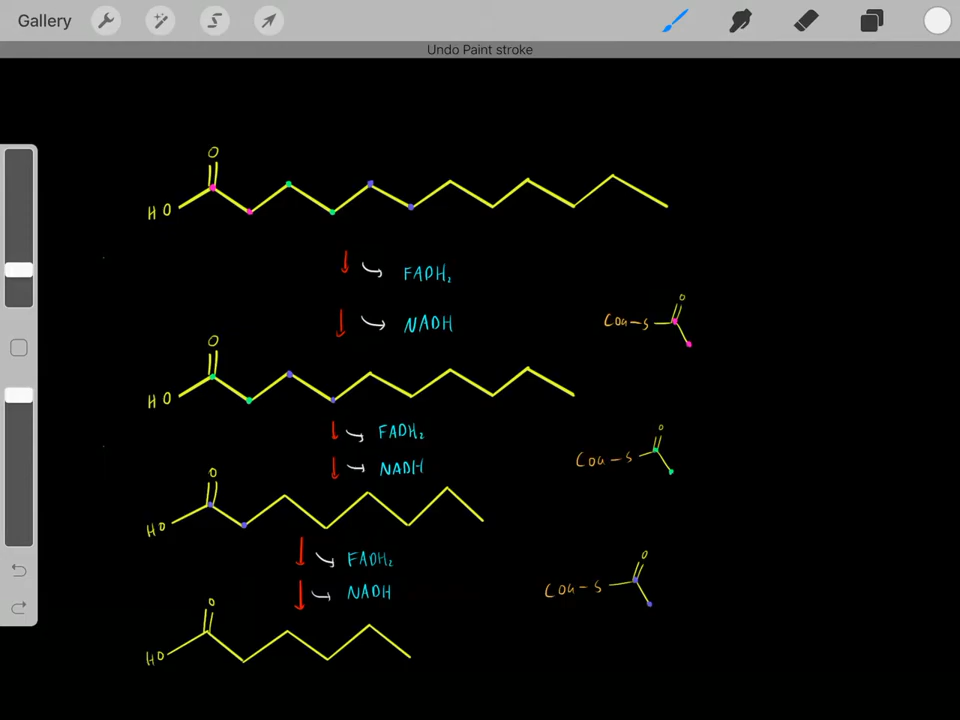 Gallery
Undo Paint stroke
O
HO
FADH₂
NADH
O
CoA-S
O
HO
FADH₂
NADH
O
CoA-S
O
HO
FADH₂
NADH
O
CoA-S
O
HO